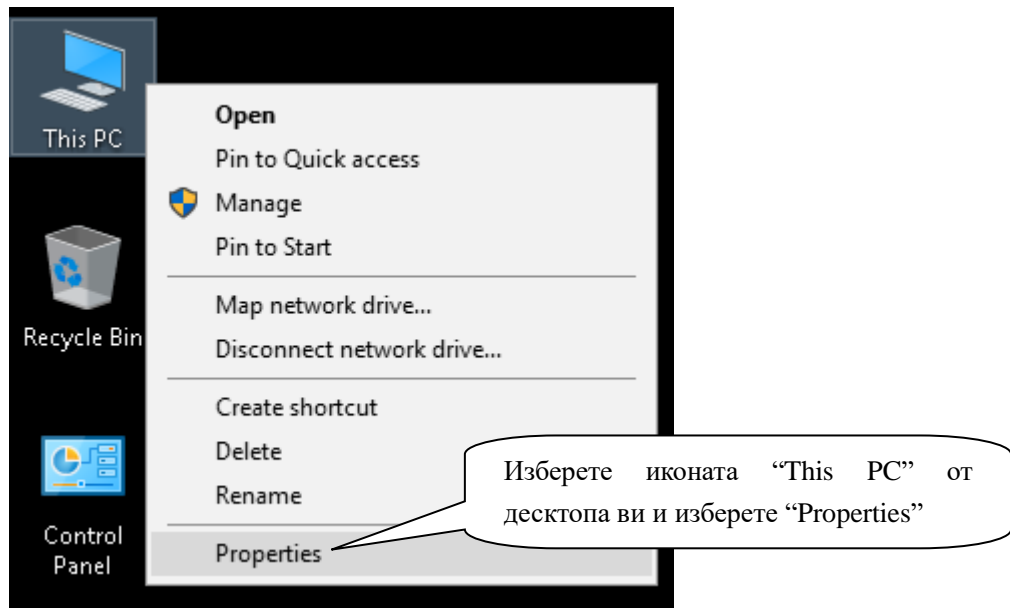 This PC
Open
Pin to Quick access
Manage
Pin to Start
Recycle Bin
Map network drive...
Disconnect network drive...
Create shortcut
Delete
Rename
Control
Panel
Properties
Изберете иконата “This PC” от
десктопа ви и изберете “Properties”